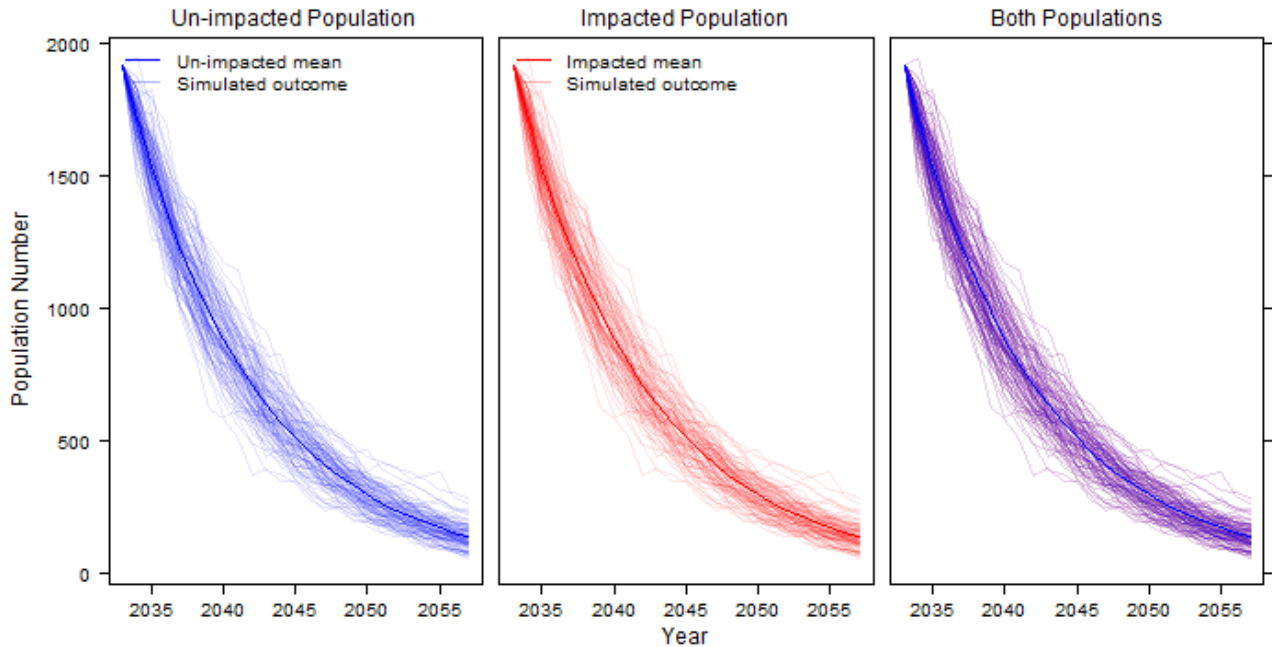 Un-impacted Population
Impacted Population
Both Populations
Un-impacted mean
Simulated outcome
Impacted mean
Simulated outcome
Population Number
2000
1500
1000
500
0
2035 2040 2045 2050 2055
2035 2040 2045 2050 2055
2035 2040 2045 2050 2055
Year